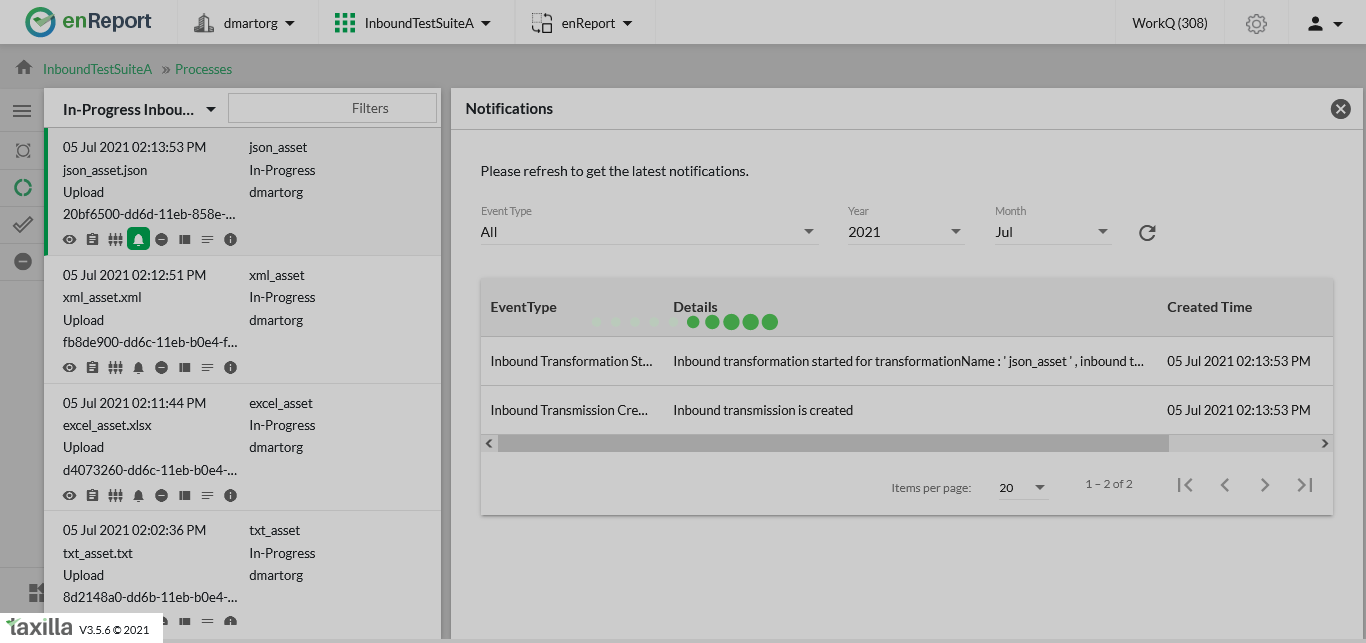 enReport
dmartorg
InboundTestSuiteA
enReport
WorkQ (308)
InboundTestSuiteA » Processes
In-Progress Inbou...
Filters
05 Jul 2021 02:13:53 PM
json_asset
json_asset.json
In-Progress
Upload
dmartorg
20bf6500-dd6d-11eb-858e-...
05 Jul 2021 02:12:51 PM
xml_asset
xml_asset.xml
In-Progress
Upload
dmartorg
fb8de900-dd6c-11eb-b0e4-f...
05 Jul 2021 02:11:44 PM
excel_asset
excel_asset.xlsx
In-Progress
Upload
dmartorg
d4073260-dd6c-11eb-b0e4-...
05 Jul 2021 02:02:36 PM
txt_asset
txt_asset.txt
In-Progress
Upload
dmartorg
8d2148a0-dd6b-11eb-b0e4-...
taxilla V3.5.6 © 2021
Notifications
Please refresh to get the latest notifications.
Event Type
Year
Month
All
2021
Jul
EventType
Details
Created Time
Inbound Transformation St...
Inbound transformation started for transformationName : ' json_asset ' , inbound t...
05 Jul 2021 02:13:53 PM
Inbound Transmission Cre...
Inbound transmission is created
05 Jul 2021 02:13:53 PM
Items per page:
20
1 – 2 of 2